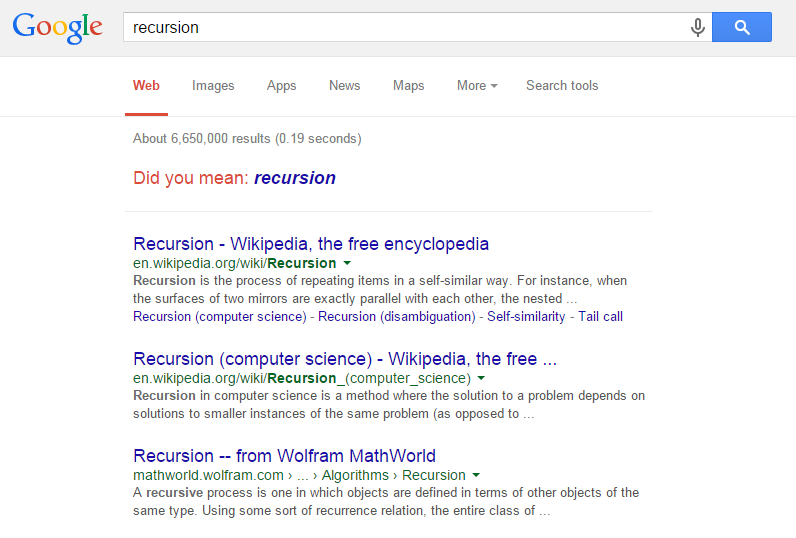 Google recursion
Web Images Apps News Maps More Search tools
About 6,650,000 results (0.19 seconds)
Did you mean: recursion
Recursion - Wikipedia, the free encyclopedia
en.wikipedia.org/wiki/Recursion
Recursion is the process of repeating items in a self-similar way. For instance, when
the surfaces of two mirrors are exactly parallel with each other, the nested ...
Recursion (computer science) - Recursion (disambiguation) - Self-similarity - Tail call
Recursion (computer science) - Wikipedia, the free ...
en.wikipedia.org/wiki/Recursion_(computer_science)
Recursion in computer science is a method where the solution to a problem depends on
solutions to smaller instances of the same problem (as opposed to ...
Recursion -- from Wolfram MathWorld
mathworld.wolfram.com › ... › Algorithms › Recursion
A recursive process is one in which objects are defined in terms of other objects of the
same type. Using some sort of recurrence relation, the entire class of ...